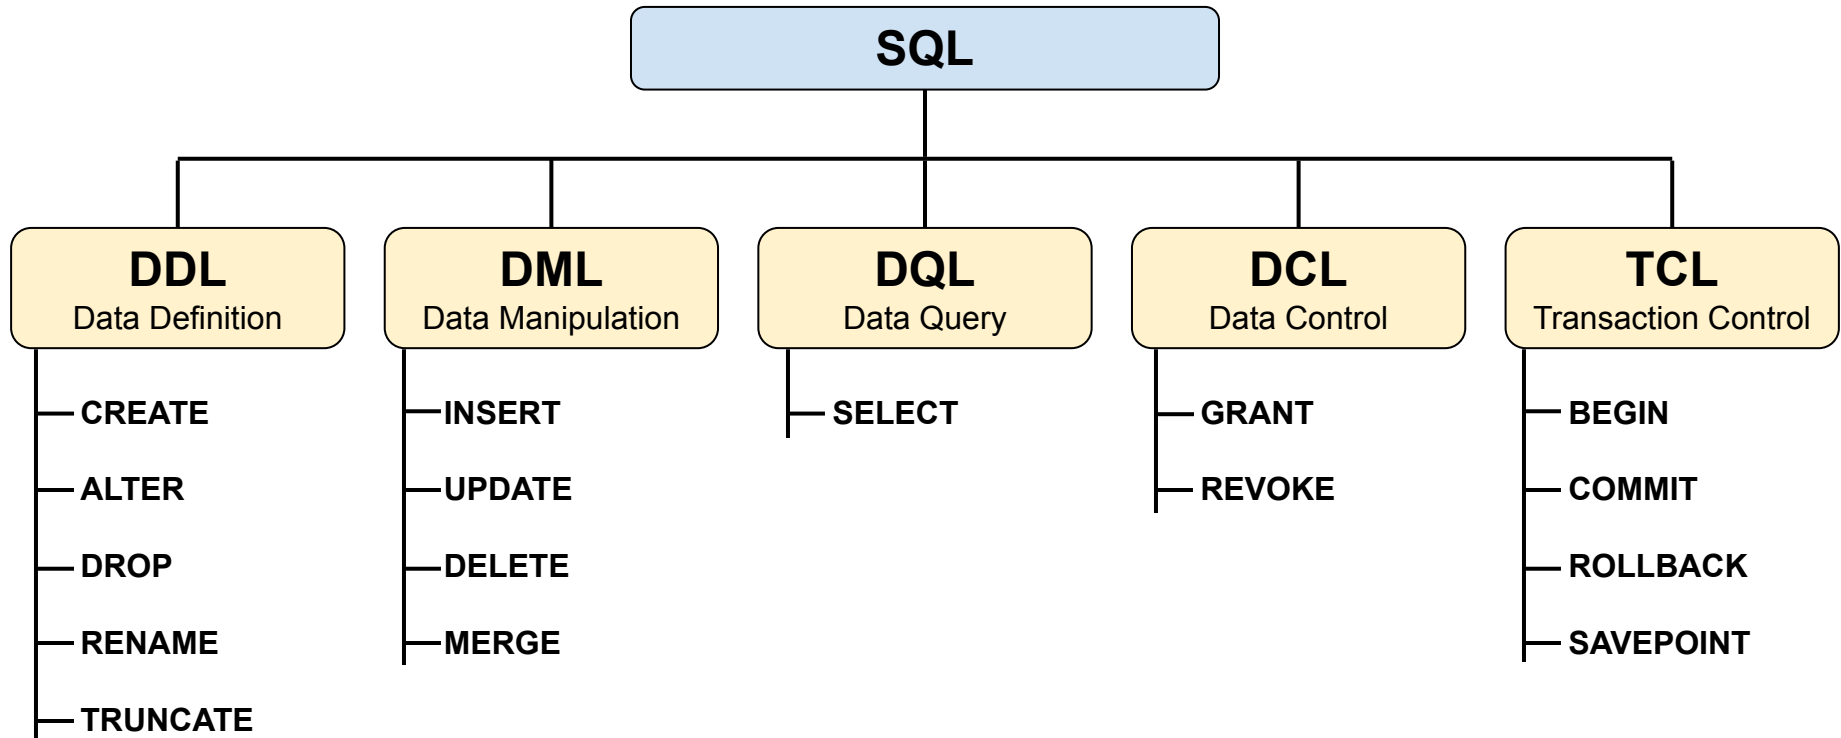 SQL
DDL
Data Definition
CREATE
ALTER
DROP
RENAME
TRUNCATE
DML
Data Manipulation
INSERT
UPDATE
DELETE
MERGE
DQL
Data Query
SELECT
DCL
Data Control
GRANT
REVOKE
TCL
Transaction Control
BEGIN
COMMIT
ROLLBACK
SAVEPOINT